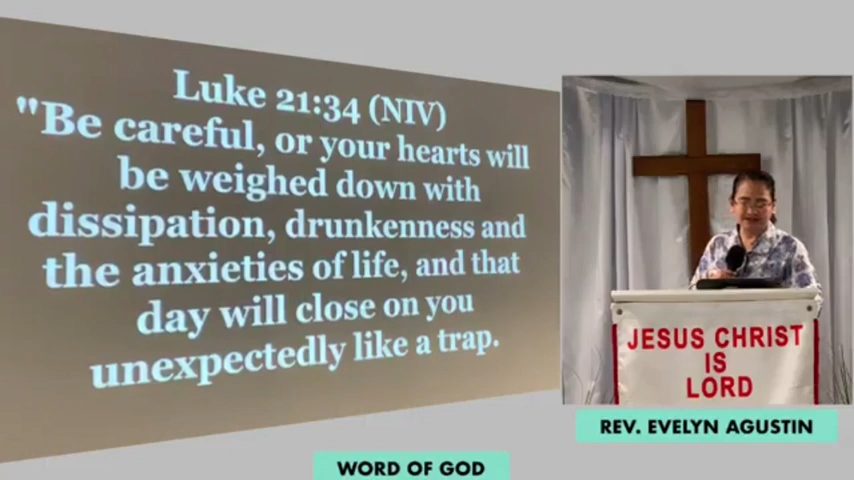 Luke 21:34 (NIV)
"Be careful, or your hearts will
be weighed down with
dissipation, drunkenness and
the anxieties of life, and that
day will close on you
unexpectedly like a trap.
JESUS CHRIST
IS
LORD
REV. EVELYN AGUSTIN
WORD OF GOD